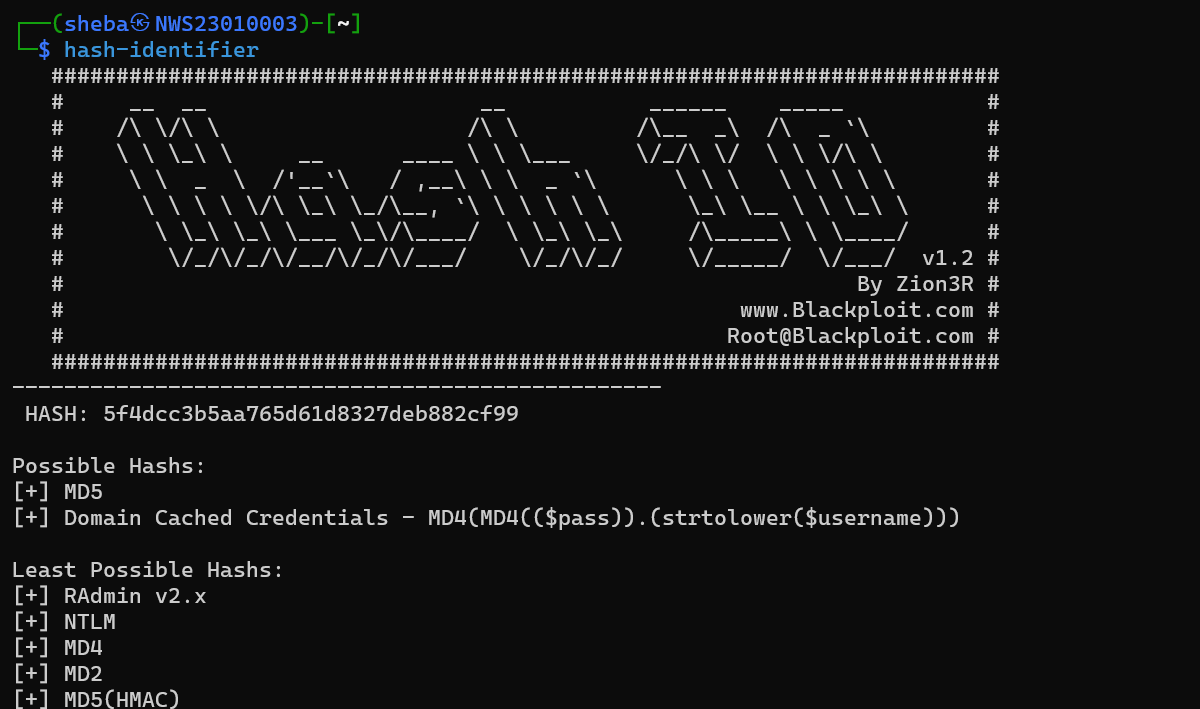 ┌──(sheba㉿NWS23010003)-[~]
└─$ hash-identifier
   #########################################################################
   #     __  __                     __           ______    _____           #
   #    /\ \/\ \                   /\ \         /\__  _\  /\  _ `\         #
   #    \ \ \_\ \     __      ____ \ \ \___     \/_/\ \/  \ \ \/\ \        #
   #     \ \  _  \  /'__`\   / ,__\ \ \  _ `\      \ \ \   \ \ \ \ \       #
   #      \ \ \ \ \/\ \_\ \_/\__, `\ \ \ \ \ \      \_\ \__ \ \ \_\ \      #
   #       \ \_\ \_\ \___ \_\/\____/  \ \_\ \_\     /\_____\ \ \____/      #
   #        \/_/\/_/\/__/\/_/\/___/    \/_/\/_/     \/_____/  \/___/  v1.2 #
   #                                                             By Zion3R #
   #                                                    www.Blackploit.com #
   #                                                   Root@Blackploit.com #
   #########################################################################
--------------------------------------------------
 HASH: 5f4dcc3b5aa765d61d8327deb882cf99

Possible Hashs:
[+] MD5
[+] Domain Cached Credentials - MD4(MD4(($pass)).(strtolower($username)))

Least Possible Hashs:
[+] RAdmin v2.x
[+] NTLM
[+] MD4
[+] MD2
[+] MD5(HMAC)